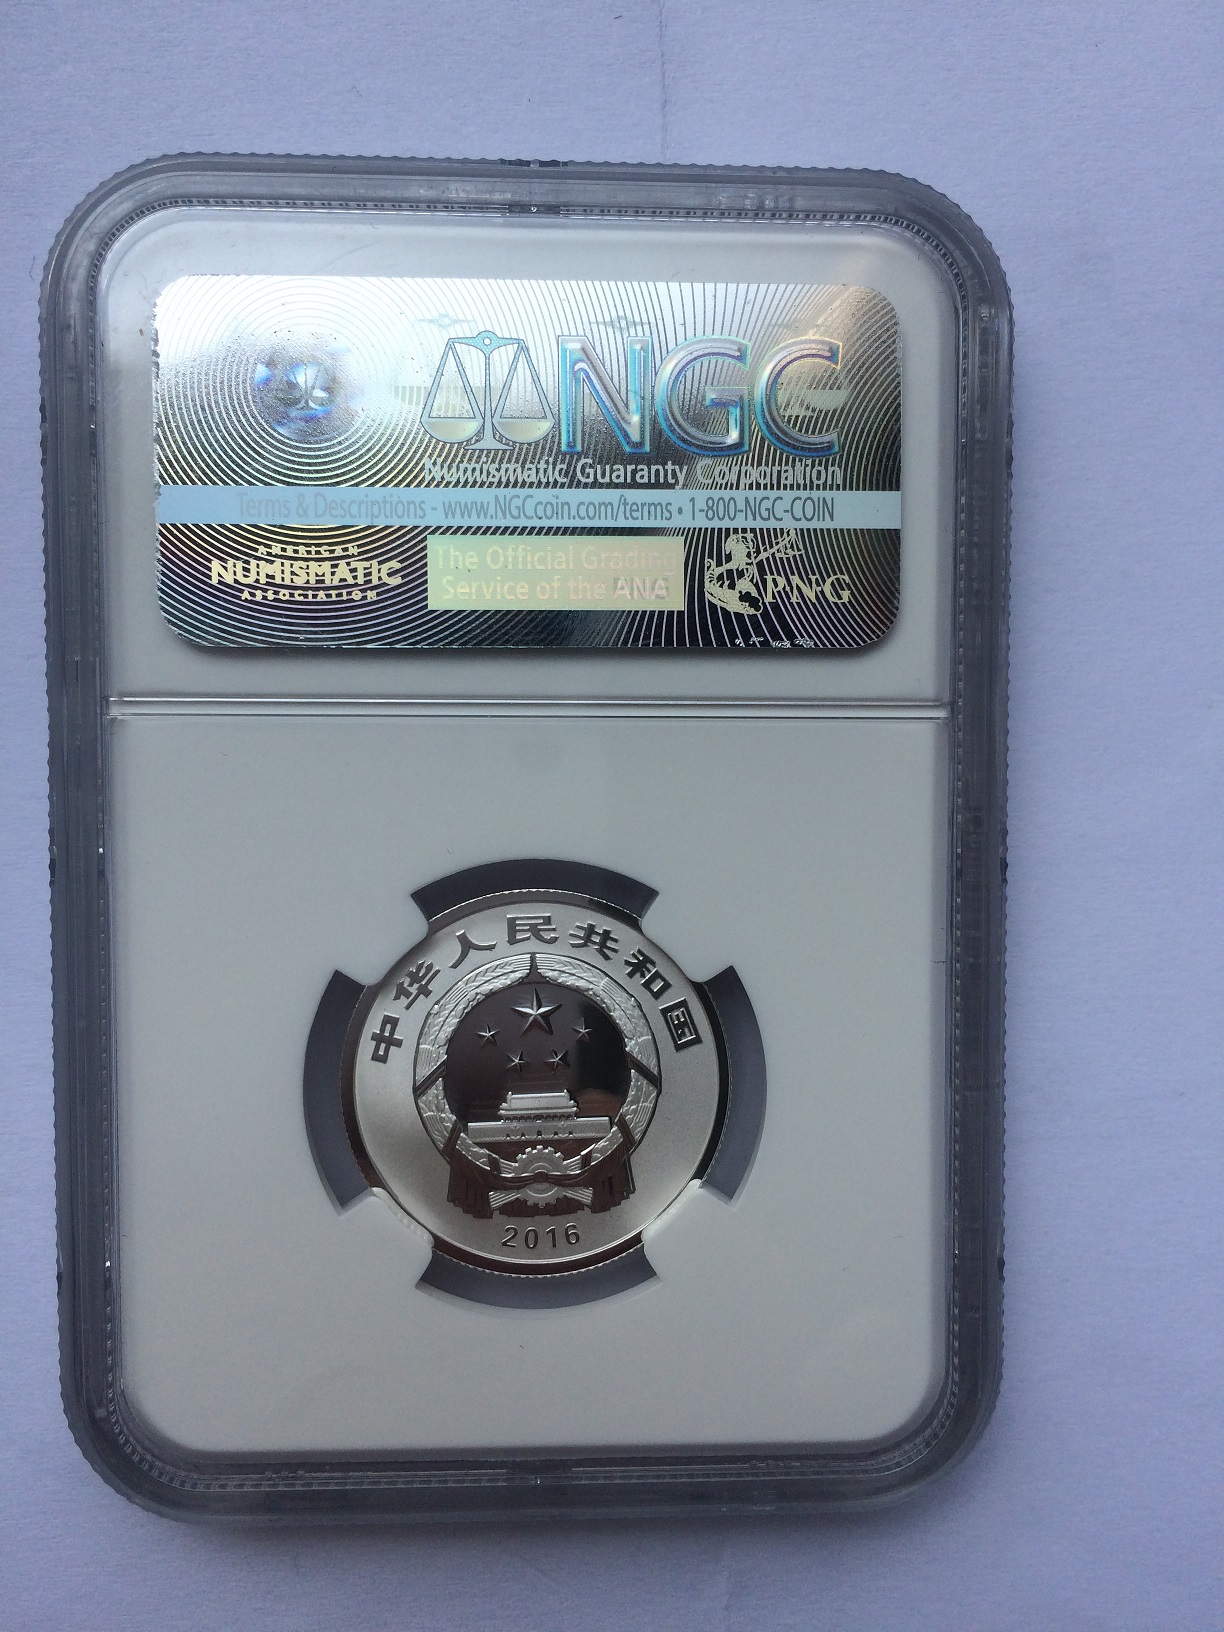 NGC
Numismatic Guaranty Corporation
Terms & Descriptions - www.NGCcoin.com/terms • 1-800-NGC-COIN
AMERICAN
NUMISMATIC
ASSOCIATION
The Official Grading
Service of the ANA
P·N·G
中华人民共和国
2016